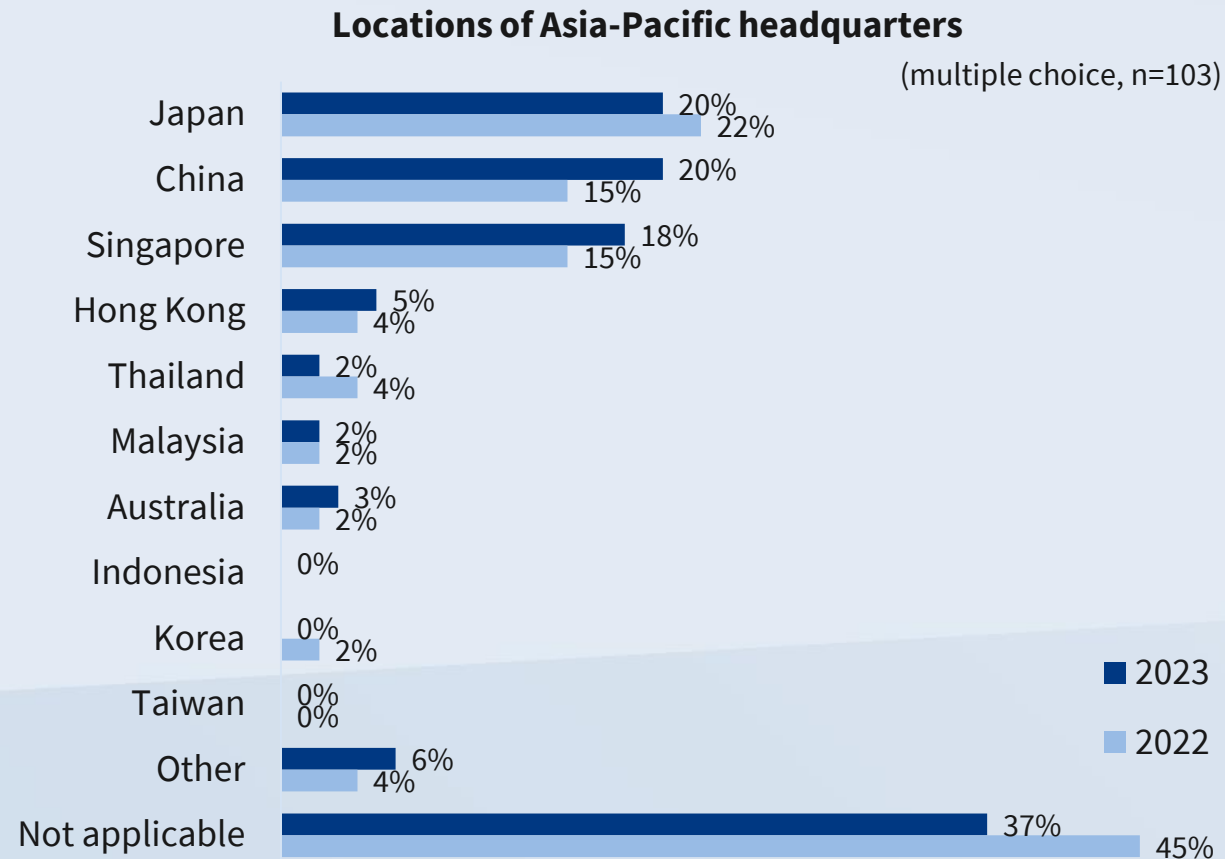 Locations of Asia-Pacific headquarters
(multiple choice, n=103)
Japan
20%
22%
China
20%
15%
Singapore
18%
15%
Hong Kong
5%
4%
Thailand
2%
4%
Malaysia
2%
2%
Australia
3%
2%
Indonesia
0%
Korea
0%
2%
Taiwan
0%
0%
Other
6%
4%
Not applicable
37%
45%
2023
2022